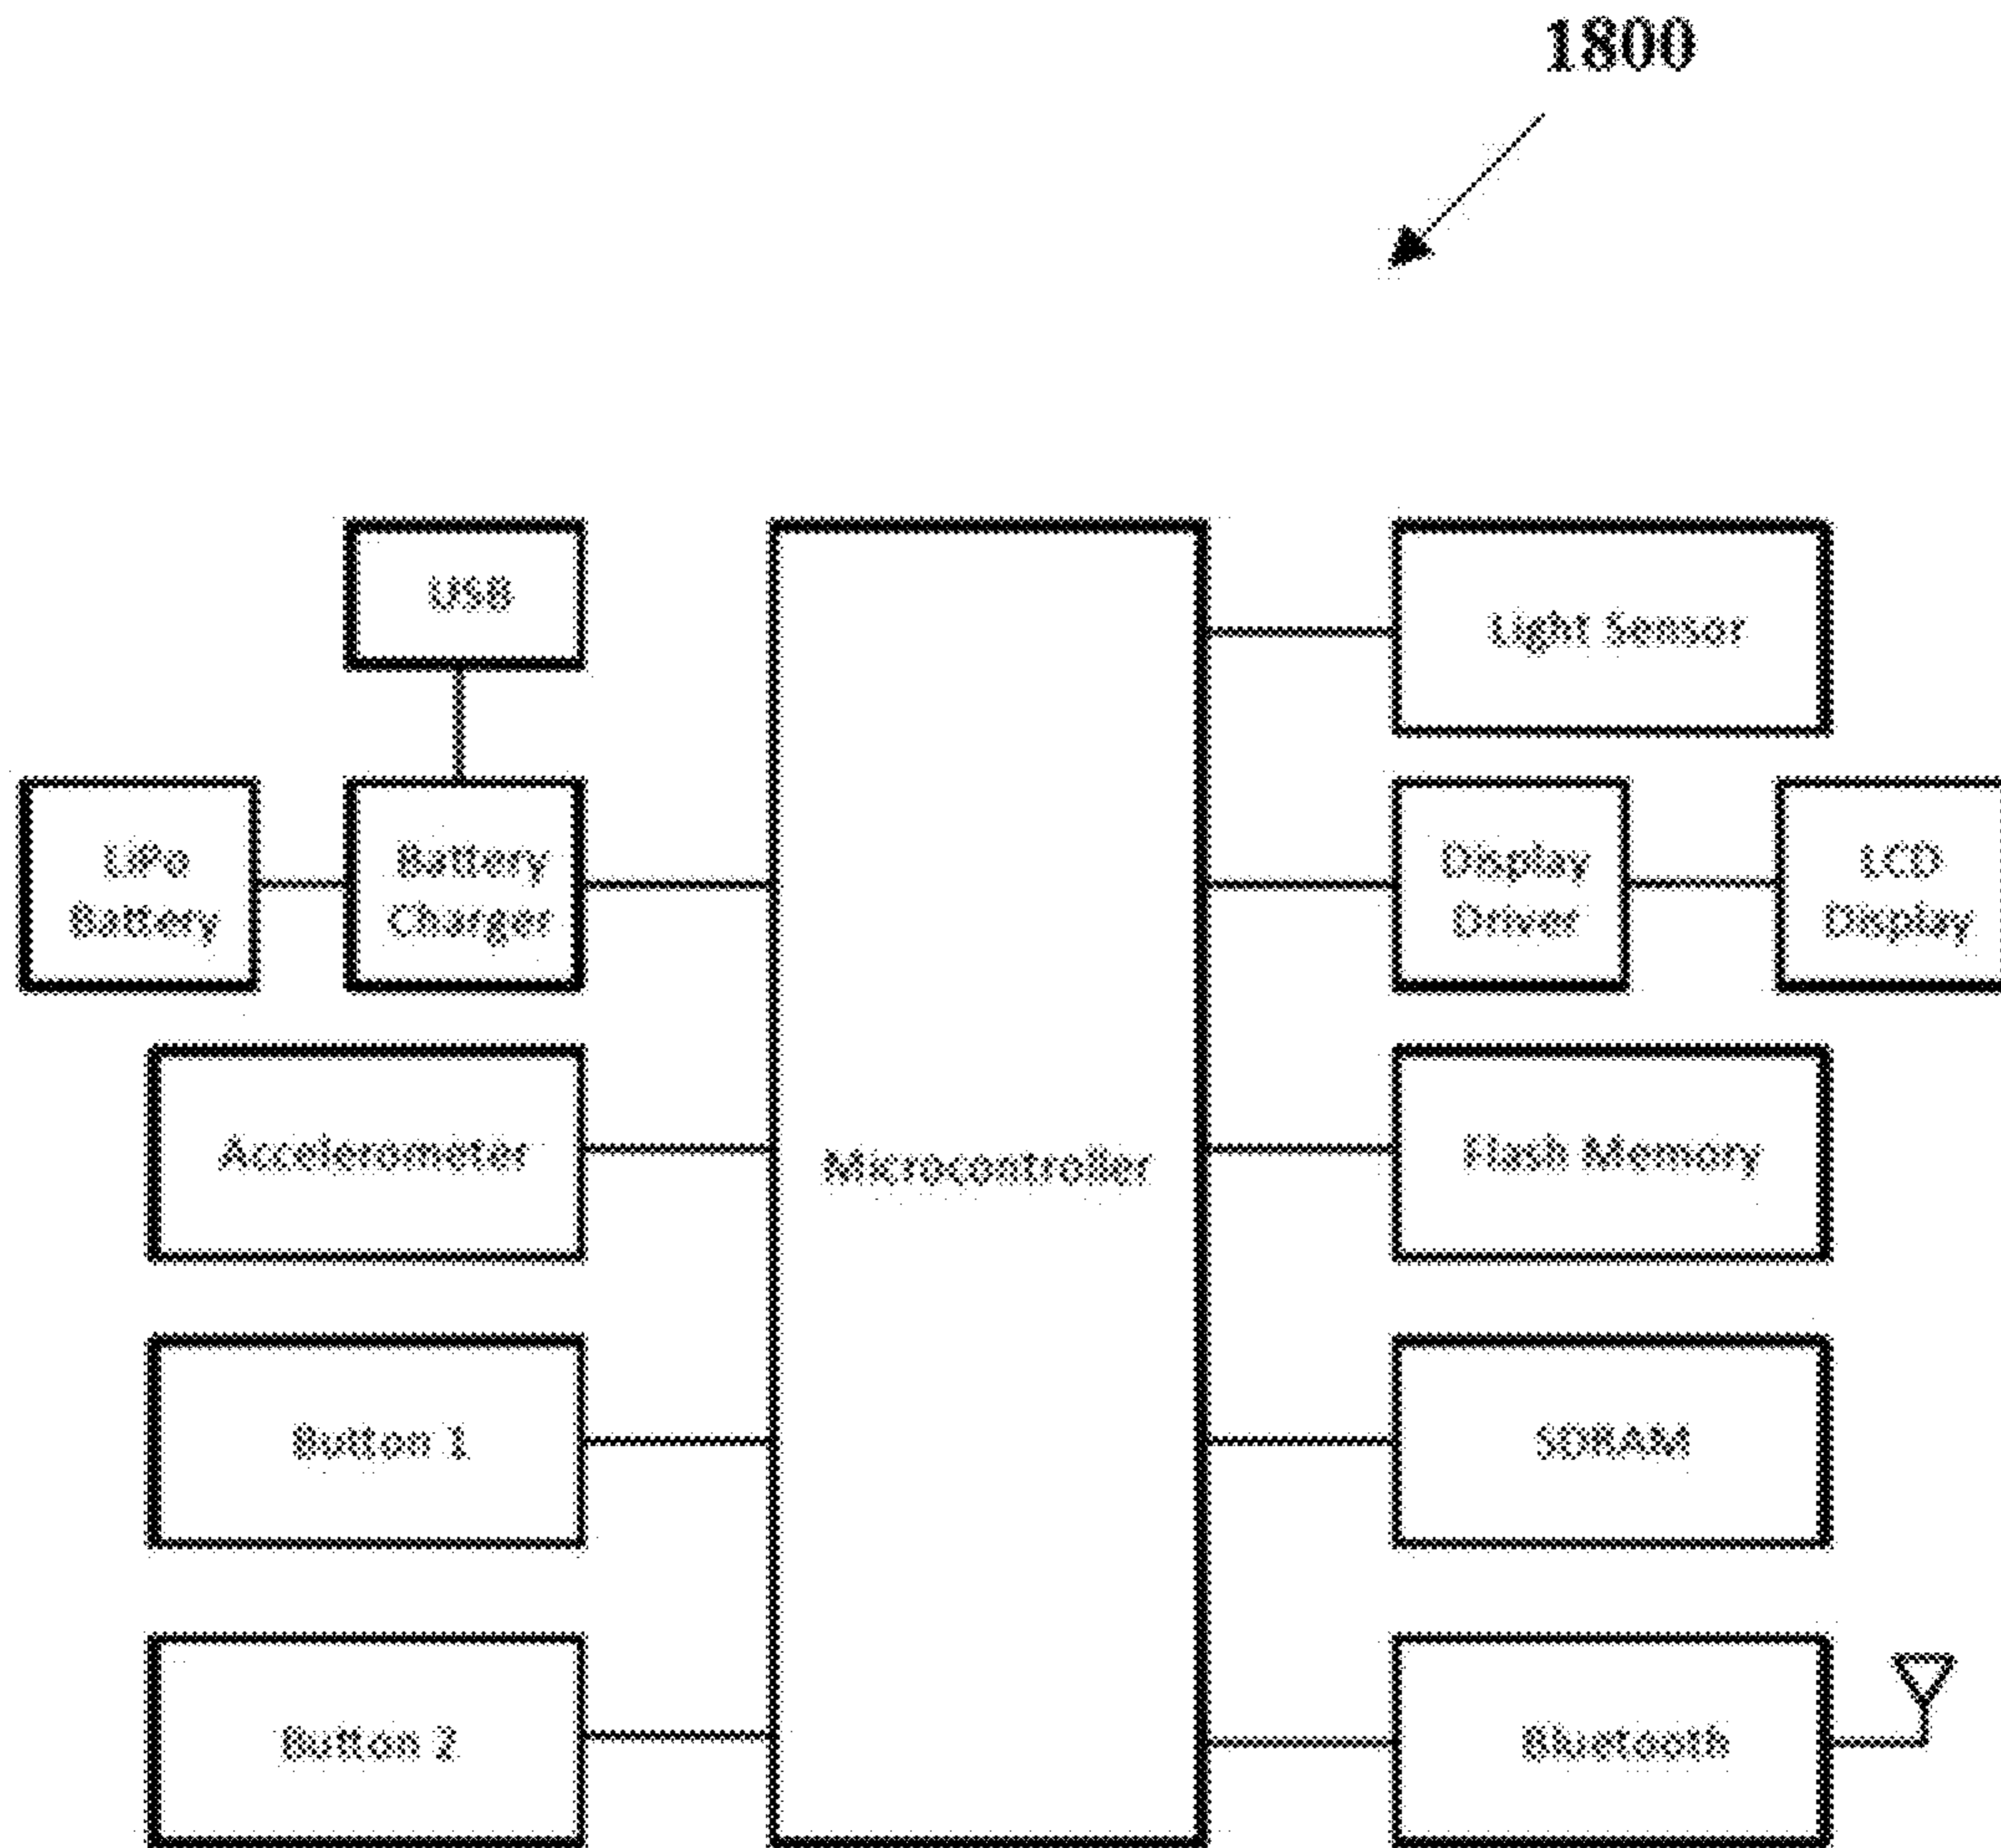 1800
USB
Light Sensor
LiPo
Battery
Battery
Charger
Display
Driver
LCD
Display
Accelerometer
Microcontroller
Flash Memory
Button 1
SDRAM
Button 2
Bluetooth